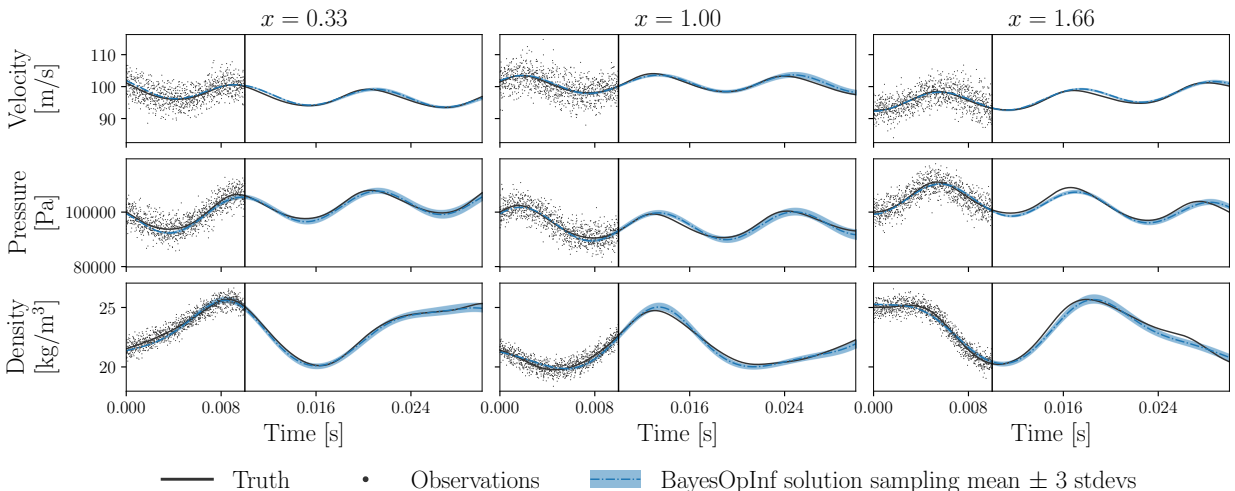 x = 0.33 x = 1.00 x = 1.66
Velocity
[m/s]
110
100
90
Pressure
[Pa]
100000
80000
Density
[kg/m³]
25
20
0.000 0.008 0.016 0.024 0.000 0.008 0.016 0.024 0.000 0.008 0.016 0.024
Time [s] Time [s] Time [s]
Truth Observations BayesOpInf solution sampling mean ± 3 stdevs